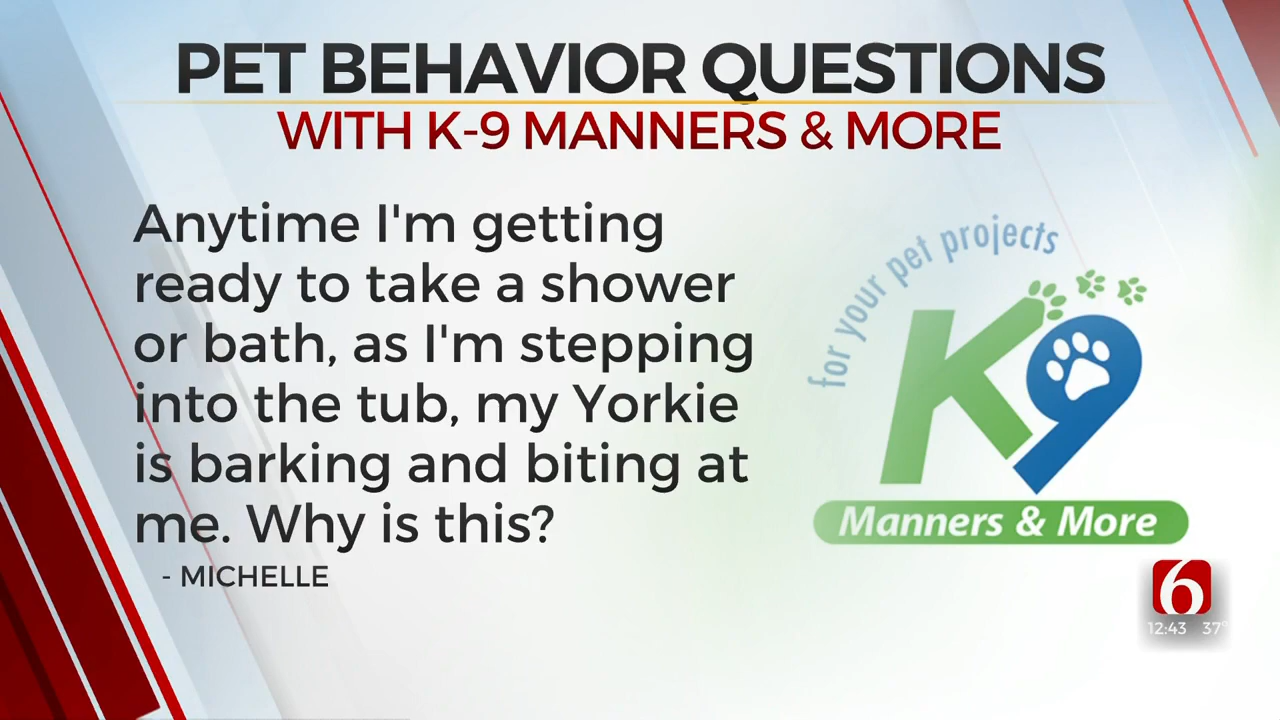 PET BEHAVIOR QUESTIONS
WITH K-9 MANNERS & MORE
Anytime I'm getting
ready to take a shower
or bath, as I'm stepping
into the tub, my Yorkie
is barking and biting at
me. Why is this?
- MICHELLE
for your pet projects
K9
Manners & More
6
12:43 37°